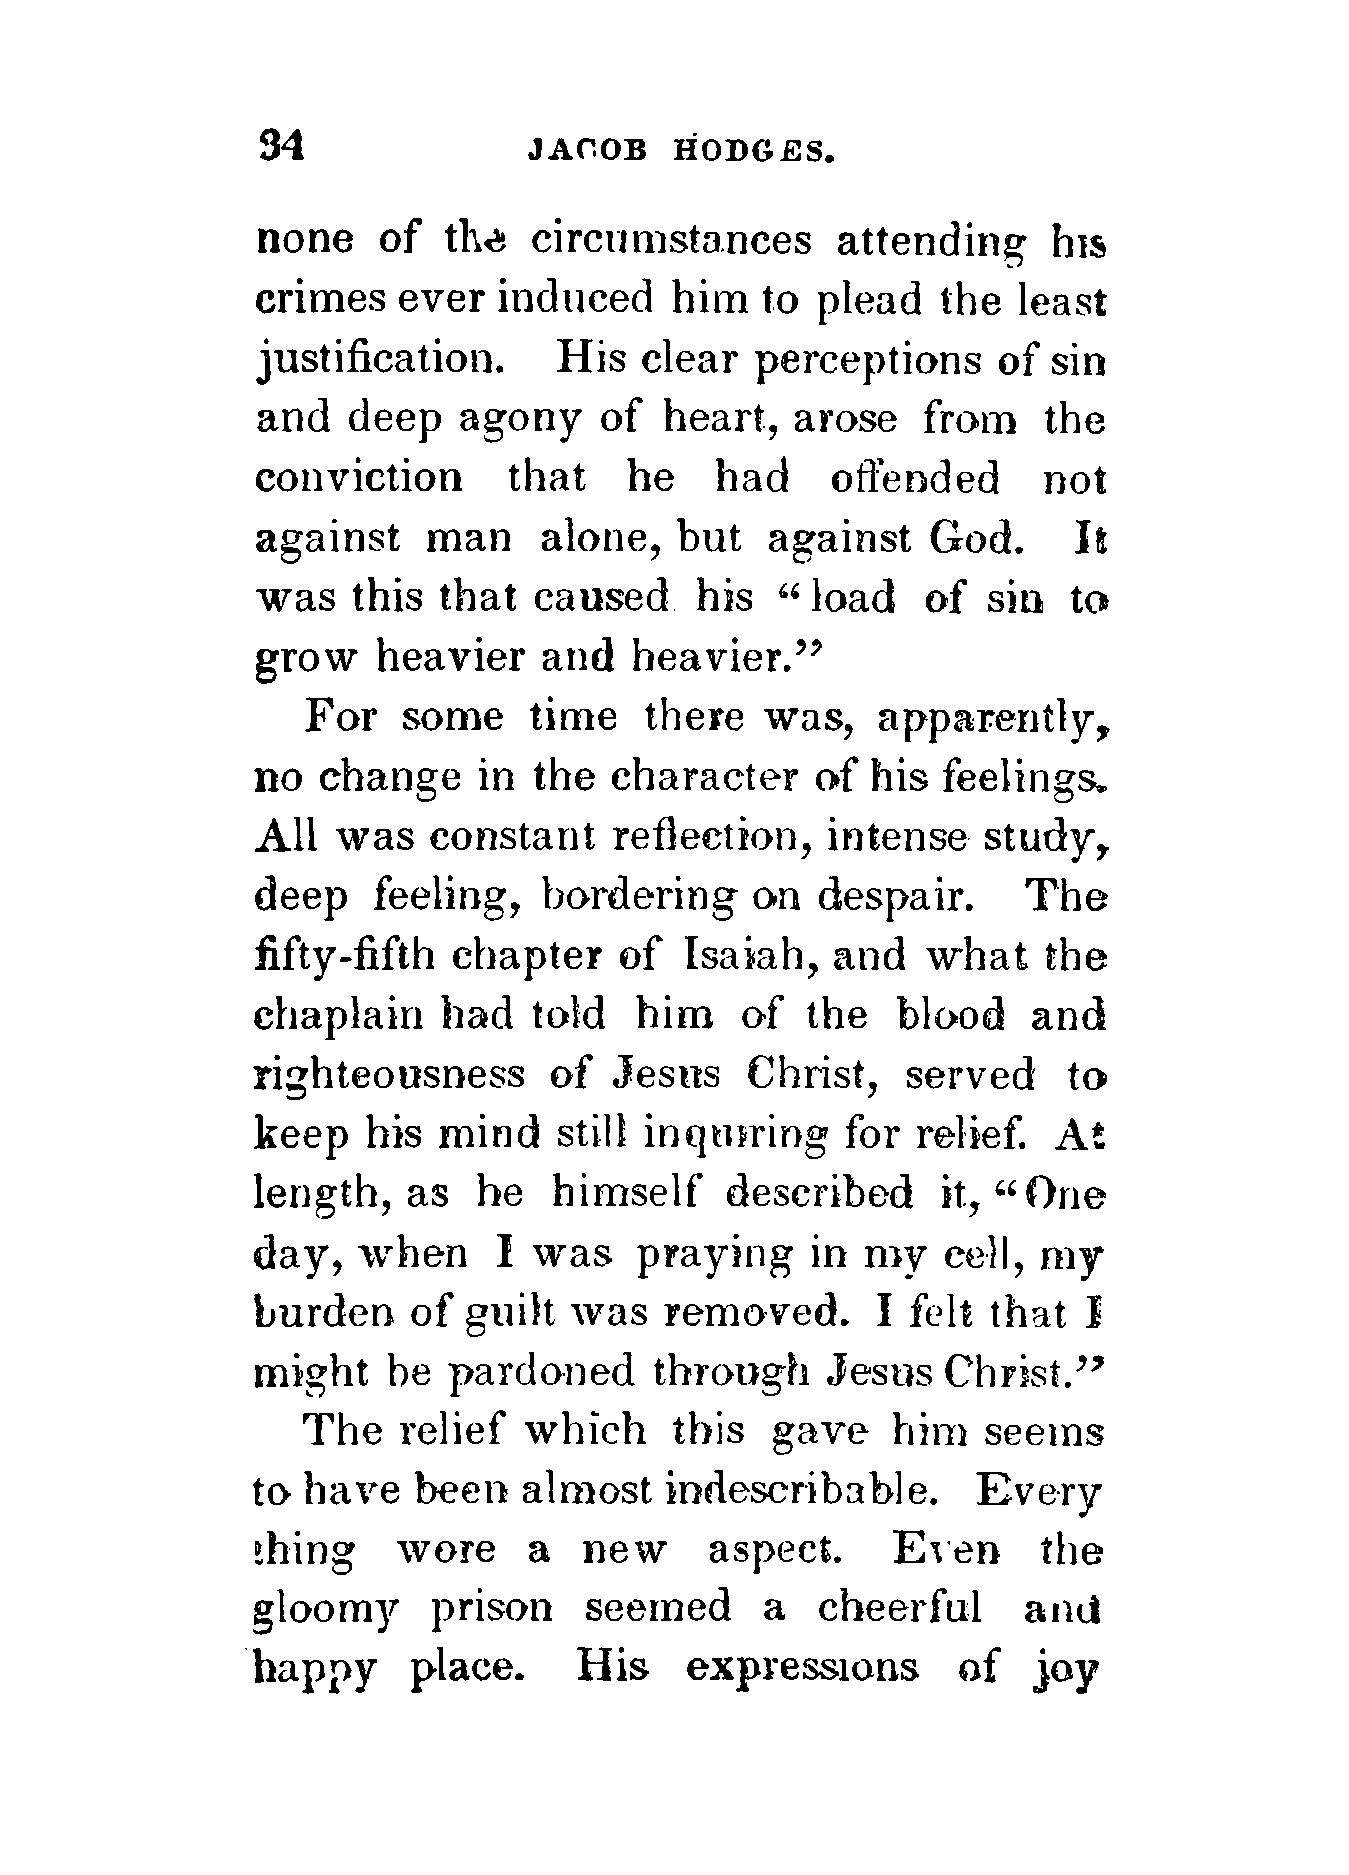 34 JACOB HODGES.
none of the circumstances attending his
crimes ever induced him to plead the least
justification. His clear perceptions of sin
and deep agony of heart, arose from the
conviction that he had offended not
against man alone, but against God. It
was this that caused his “ load of sin to
grow heavier and heavier.”
For some time there was, apparently,
no change in the character of his feelings.
All was constant reflection, intense study,
deep feeling, bordering on despair. The
fifty-fifth chapter of Isaiah, and what the
chaplain had told him of the blood and
righteousness of Jesus Christ, served to
keep his mind still inquiring for relief. At
length, as he himself described it, “One
day, when I was praying in my cell, my
burden of guilt was removed. I felt that I
might be pardoned through Jesus Christ.”
The relief which this gave him seems
to have been almost indescribable. Every
thing wore a new aspect. Even the
gloomy prison seemed a cheerful and
happy place. His expressions of joy